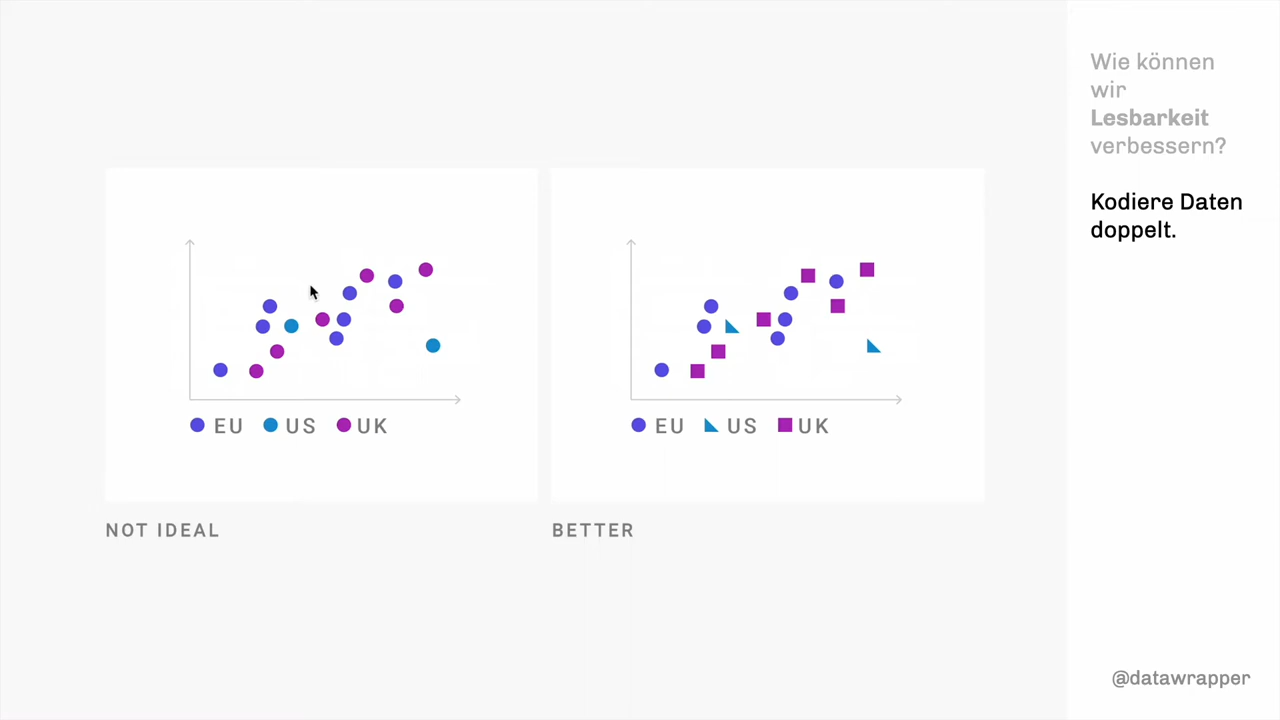 EU US UK
NOT IDEAL
EU US UK
BETTER
Wie können
wir
Lesbarkeit
verbessern?
Kodiere Daten
doppelt.
@datawrapper